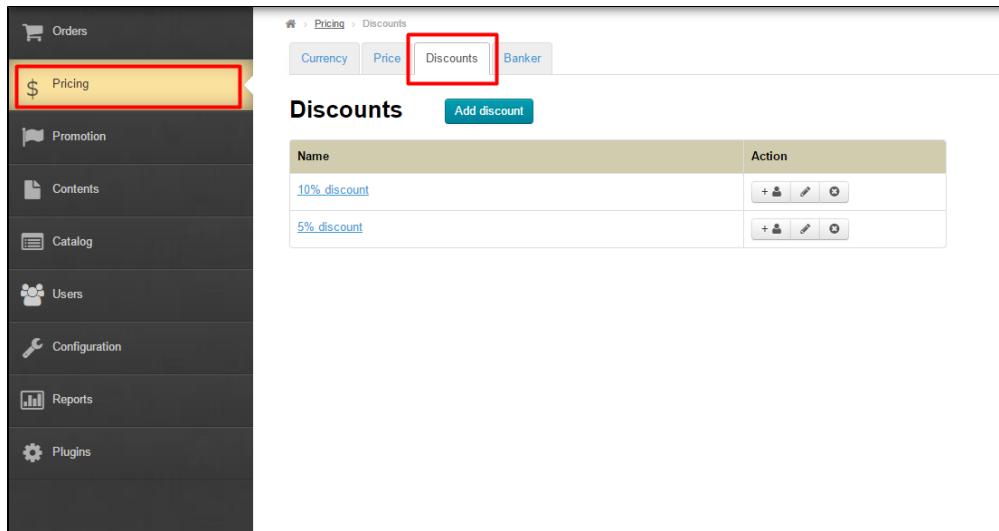 Orders
Pricing
Promotion
Contents
Catalog
Users
Configuration
Reports
Plugins
> Pricing > Discounts
Currency Price Discounts Banker
Discounts Add discount
Name Action
10% discount +
5% discount +